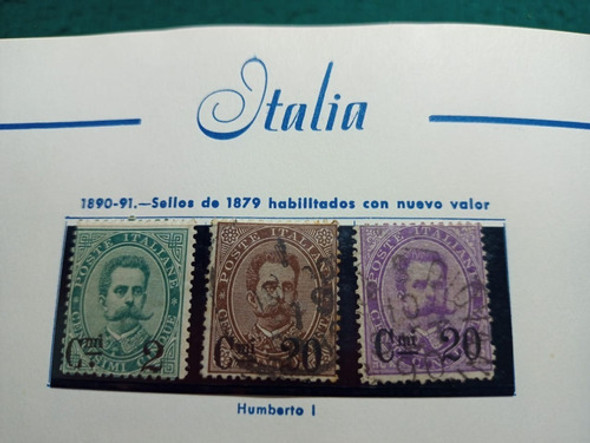 Italia
1890-91.—Sellos de 1879 habilitados con nuevo valor
POSTE ITALIANE
Cmi 2
POSTE ITALIANE
Cmi 20
POSTE ITALIANE
Cmi 20
Humberto I